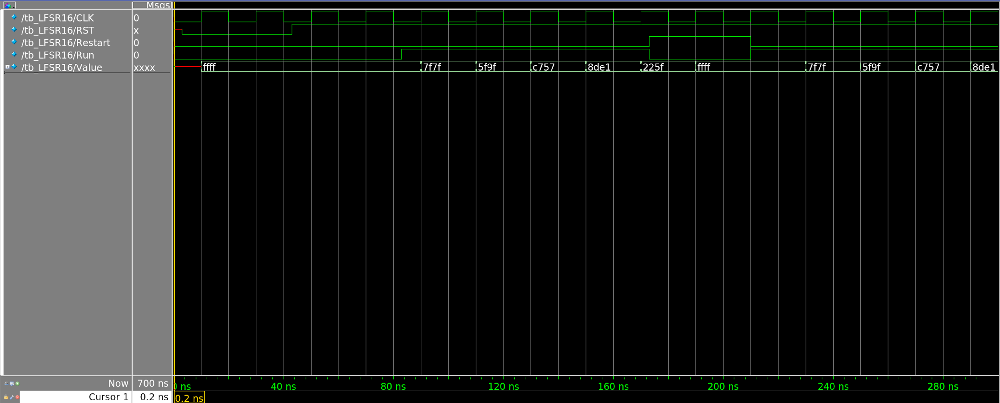 Msgs
/tb_LFSR16/CLK 0
/tb_LFSR16/RST x
/tb_LFSR16/Restart 0
/tb_LFSR16/Run 0
/tb_LFSR16/Value xxxx ffff 7f7f 5f9f c757 8de1 225f ffff 7f7f 5f9f c757 8de1
Now 700 ns 0 ns 40 ns 80 ns 120 ns 160 ns 200 ns 240 ns 280 ns
Cursor 1 0.2 ns 0.2 ns